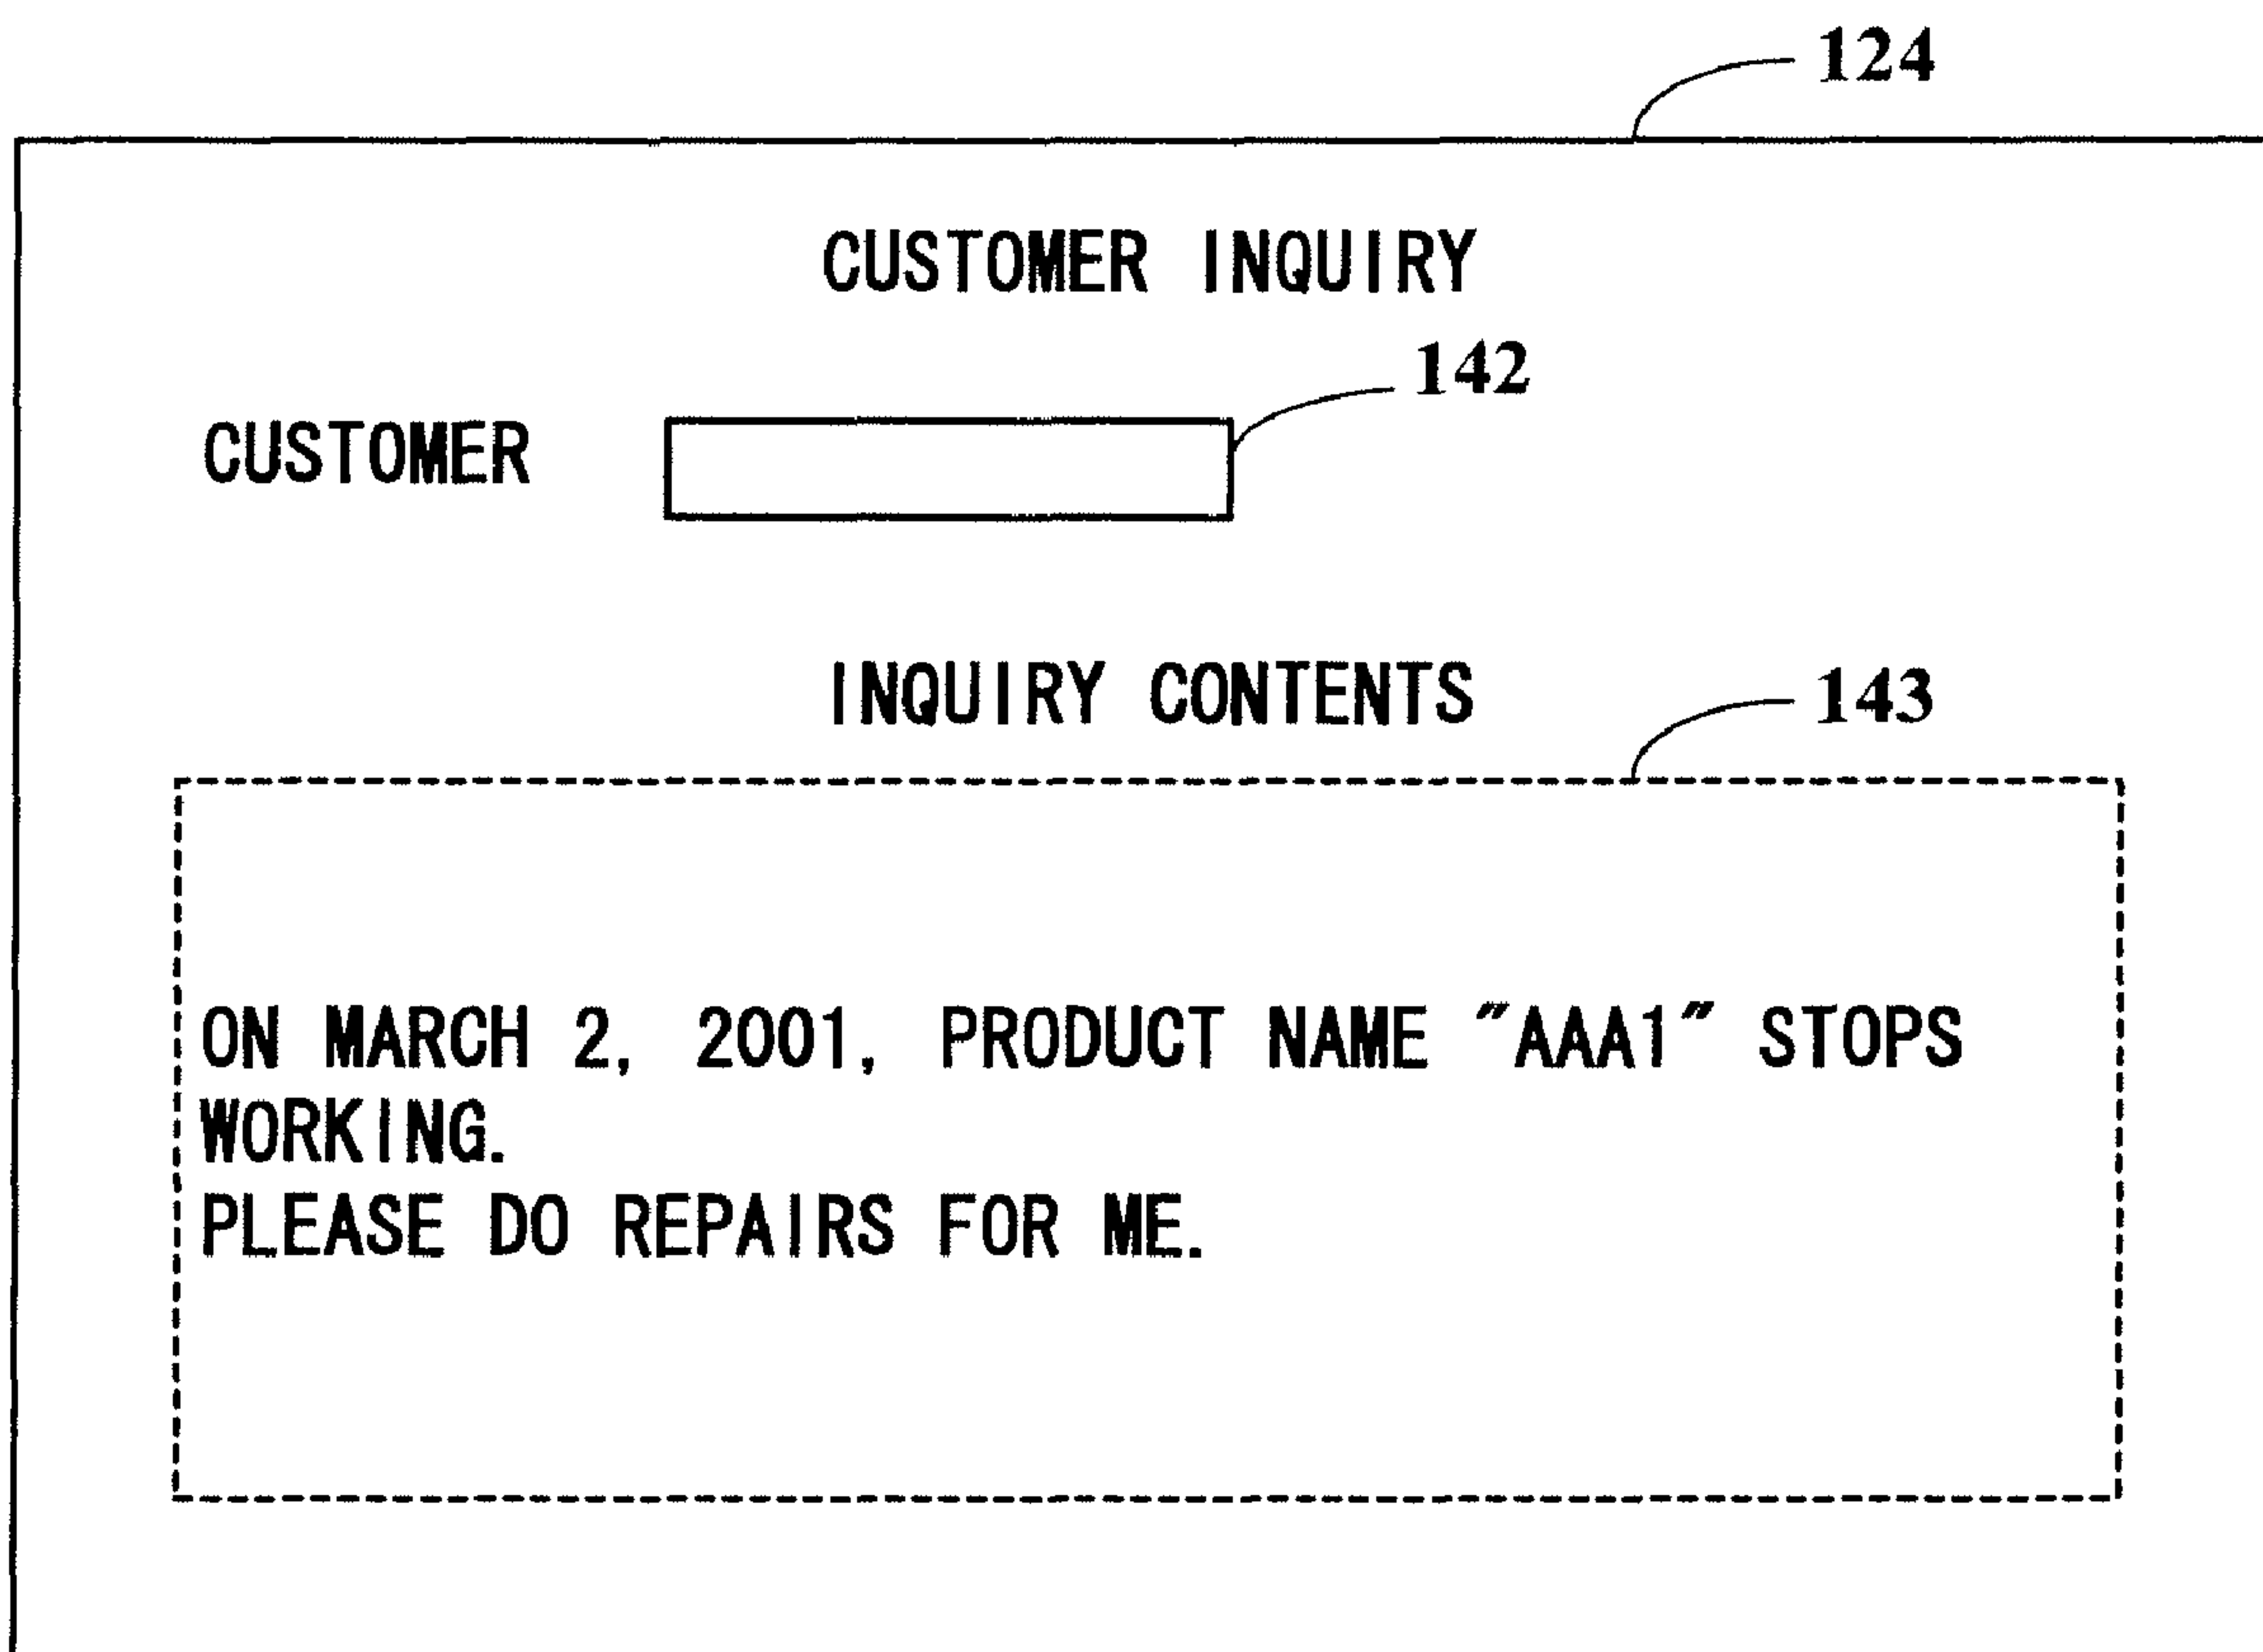 124
CUSTOMER INQUIRY
142
CUSTOMER
INQUIRY CONTENTS
143
ON MARCH 2, 2001, PRODUCT NAME "AAA1" STOPS
WORKING.
PLEASE DO REPAIRS FOR ME.